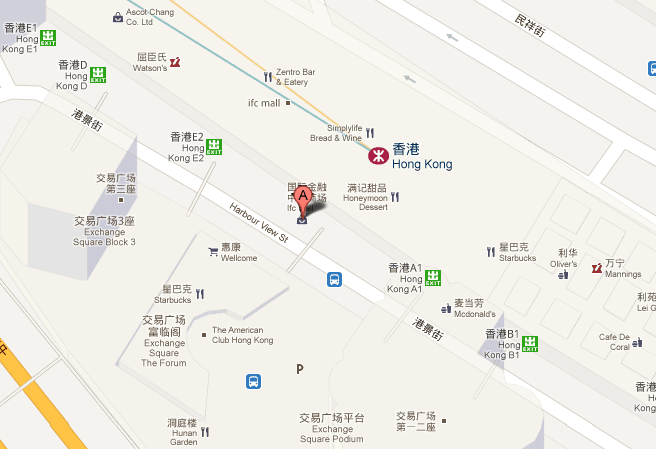 Ascot Chang
Co. Ltd
民祥街
香港E1
Hong
Kong E1
EXIT
香港D
Hong
Kong D
EXIT
屈臣氏
Watson's
Zentro Bar
& Eatery
ifc mall
港景街
香港E2
Hong
Kong E2
EXIT
Simplylife
Bread & Wine
香港
Hong Kong
交易广场
第三座
国际金融
A
满记甜品
Honeymoon
Dessert
交易广场3座
Exchange
Square Block 3
Harbour View St
惠康
Wellcome
星巴克
Starbucks
利华
Oliver's
万宁
Mannings
香港A1
Hong
Kong A1
EXIT
星巴克
Starbucks
麦当劳
Mcdonald's
利苑
Lei G
交易广场
富临阁
Exchange
Square
The Forum
The American
Club Hong Kong
港景街
香港B1
Hong
Kong B1
EXIT
Cafe De
Coral
中
P
香港
Ho
Kong
洞庭楼
Hunan
Garden
交易广场平台
Exchange
Square Podium
交易广场
第一二座